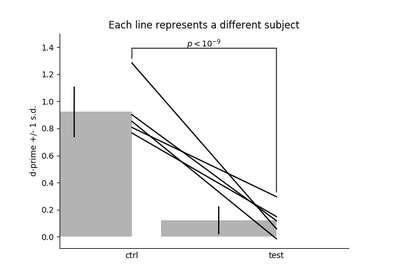 Each line represents a different subject
p < 10⁻⁹
1.4
1.2
1.0
0.8
0.6
0.4
0.2
0.0
d-prime +/- 1 s.d.
ctrl test